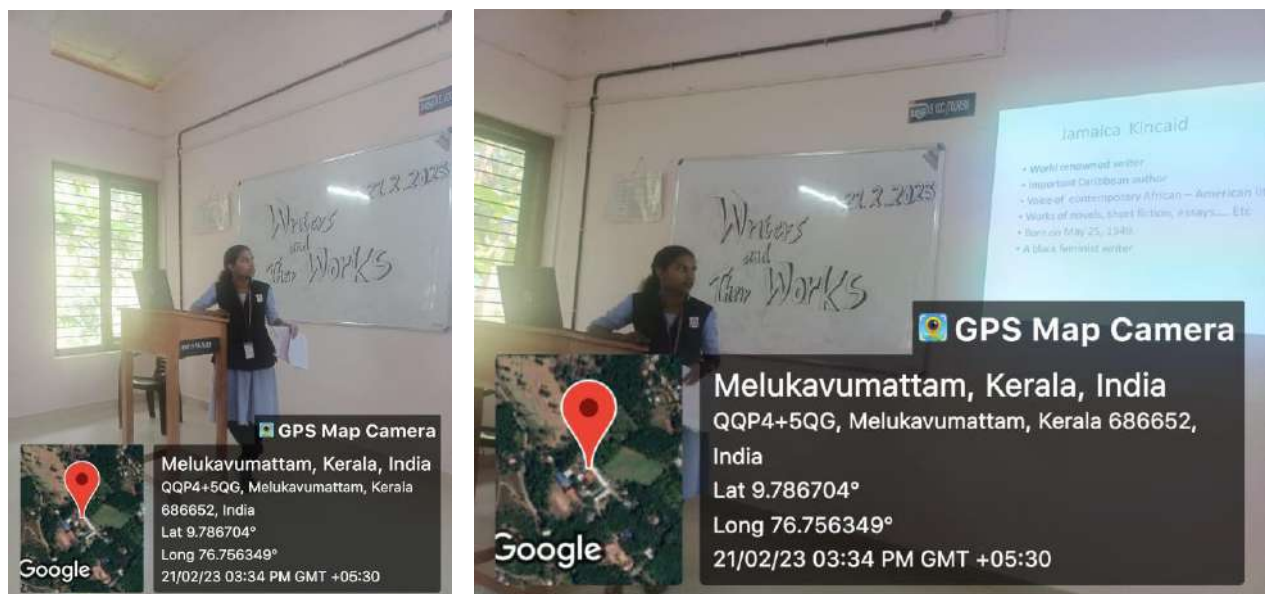 21.2.2023
Writers
and
Their Works
GPS Map Camera
Melukavumattam, Kerala, India
QQP4+5QG, Melukavumattam, Kerala
686652, India
Lat 9.786704°
Long 76.756349°
21/02/23 03:34 PM GMT +05:30
Google
Jamaica Kincaid
• World renowned writer
• Important Caribbean author
• Voice of contemporary African – American
• Works of novels, short fiction, essays.... Etc
• Born on May 25, 1949.
• A black feminist writer
21.2.2023
Writers
and
Their Works
GPS Map Camera
Melukavumattam, Kerala, India
QQP4+5QG, Melukavumattam, Kerala 686652,
India
Lat 9.786704°
Long 76.756349°
21/02/23 03:34 PM GMT +05:30
Google